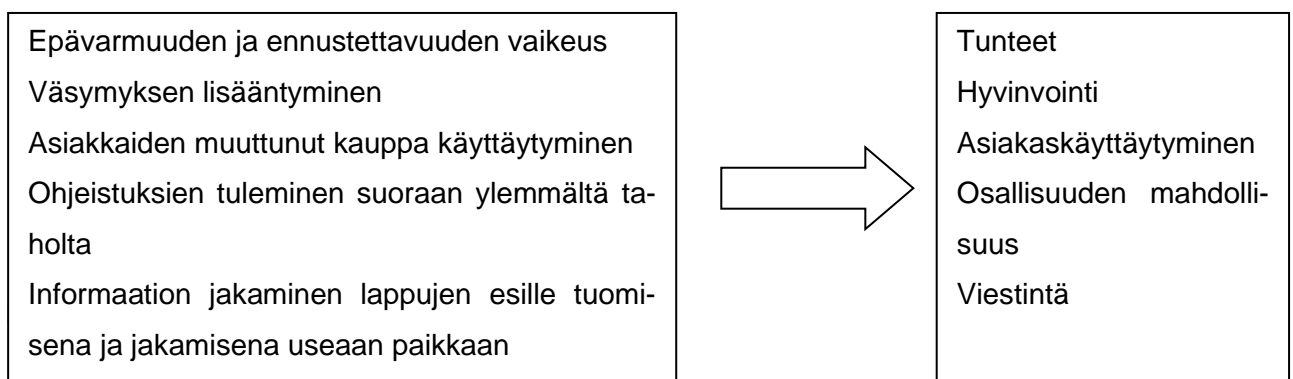 Epävarmuuden ja ennustettavuuden vaikeus
Väsymyksen lisääntyminen
Asiakkaiden muuttunut kauppa käyttäytyminen
Ohjeistuksien tuleminen suoraan ylemmältä ta-
holta
Informaation jakaminen lappujen esille tuomi-
sena ja jakamisena useaan paikkaan
Tunteet
Hyvinvointi
Asiakaskäyttäytyminen
Osallisuuden mahdolli-
suus
Viestintä